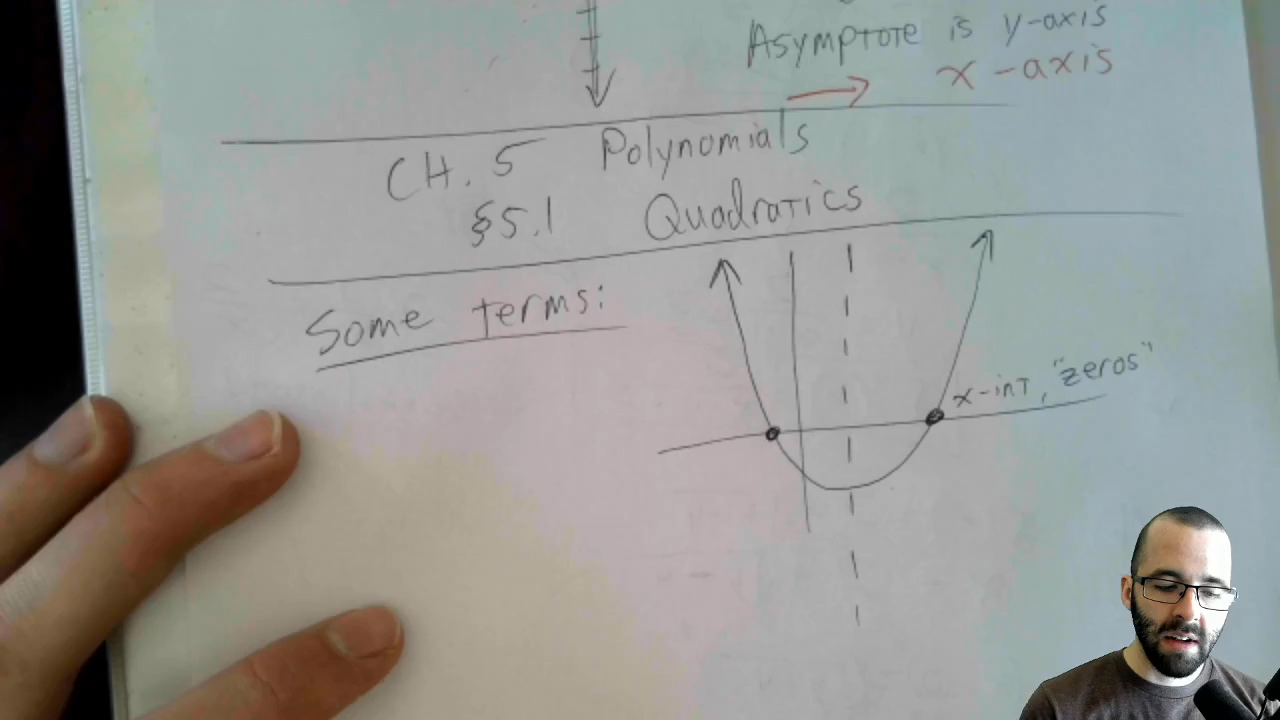 Asymptote is y-axis
x-axis
CH. 5 Polynomials
§5.1 Quadratics
Some terms:
x-int, "zeros"